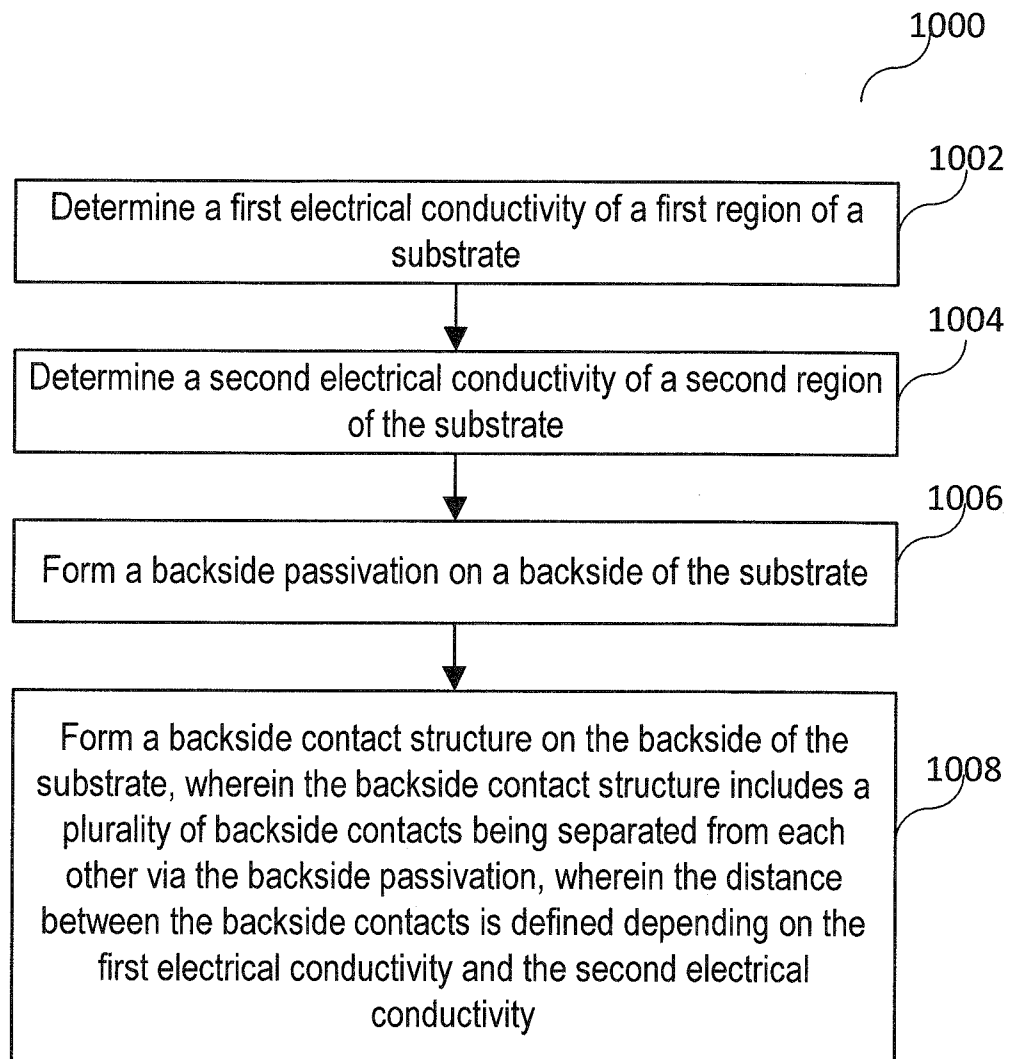 1000
1002
Determine a first electrical conductivity of a first region of a
substrate
1004
Determine a second electrical conductivity of a second region
of the substrate
1006
Form a backside passivation on a backside of the substrate
1008
Form a backside contact structure on the backside of the
substrate, wherein the backside contact structure includes a
plurality of backside contacts being separated from each
other via the backside passivation, wherein the distance
between the backside contacts is defined depending on the
first electrical conductivity and the second electrical
conductivity